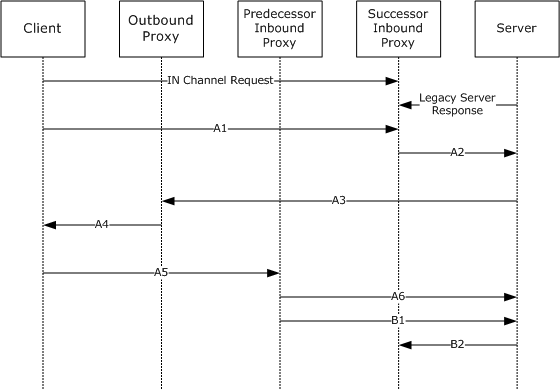 Client
Outbound
Proxy
Predecessor
Inbound
Proxy
Successor
Inbound
Proxy
Server
IN Channel Request
Legacy Server
Response
A1
A2
A3
A4
A5
A6
B1
B2